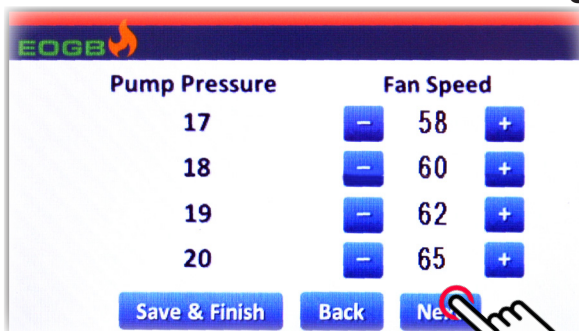 EOGB
Pump Pressure Fan Speed
17 − 58 +
18 − 60 +
19 − 62 +
20 − 65 +
Save & Finish Back